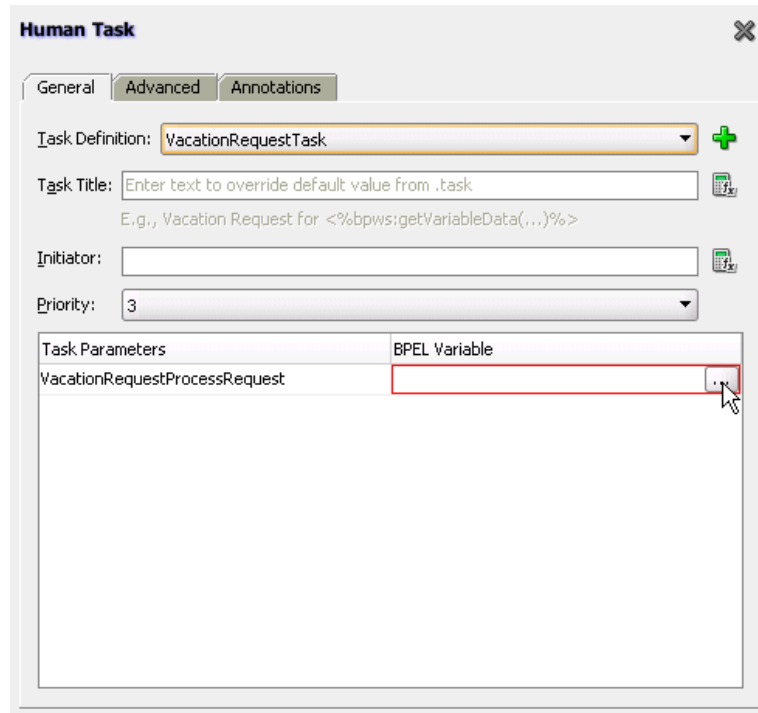 Human Task
General Advanced Annotations
Task Definition: VacationRequestTask
Task Title: Enter text to override default value from .task
E.g., Vacation Request for <%bpws:getVariableData(...)%>
Initiator:
Priority: 3
Task Parameters BPEL Variable
VacationRequestProcessRequest ...